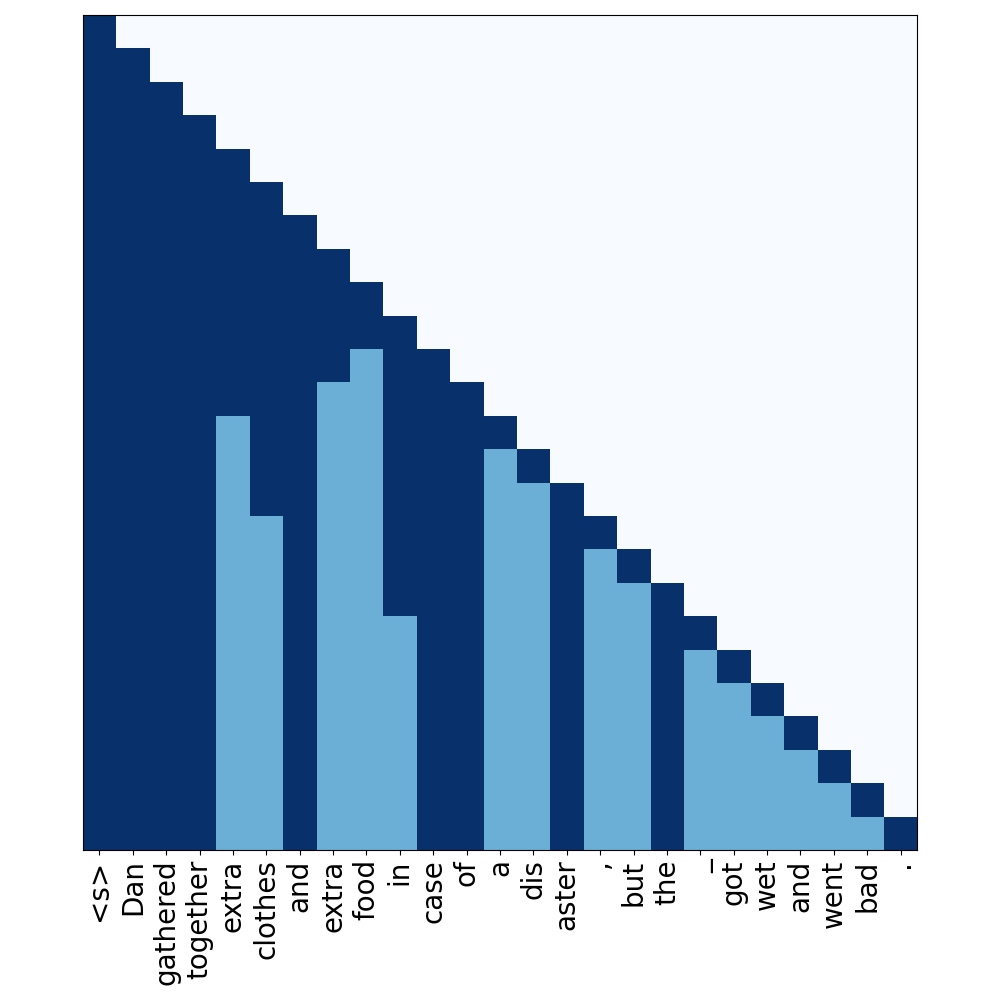 <s> Dan gathered together extra clothes and extra food in case of a dis aster , but the _ got wet and went bad .